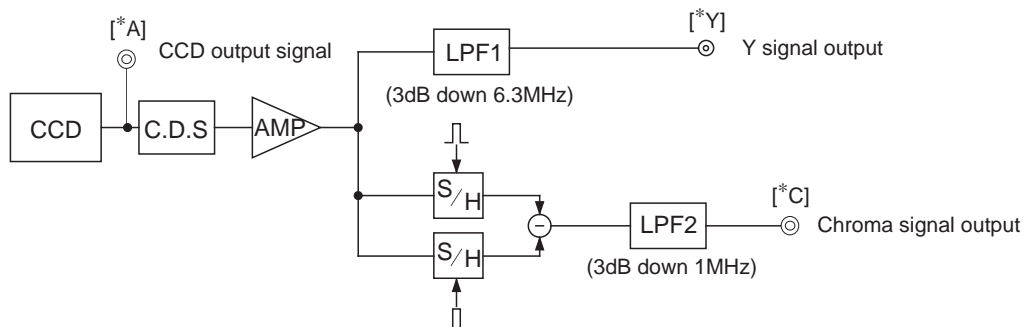 [*A]
CCD output signal
[*Y]
Y signal output
LPF1
(3dB down 6.3MHz)
CCD
C.D.S
AMP
S/H
[*C]
Chroma signal output
LPF2
(3dB down 1MHz)
S/H